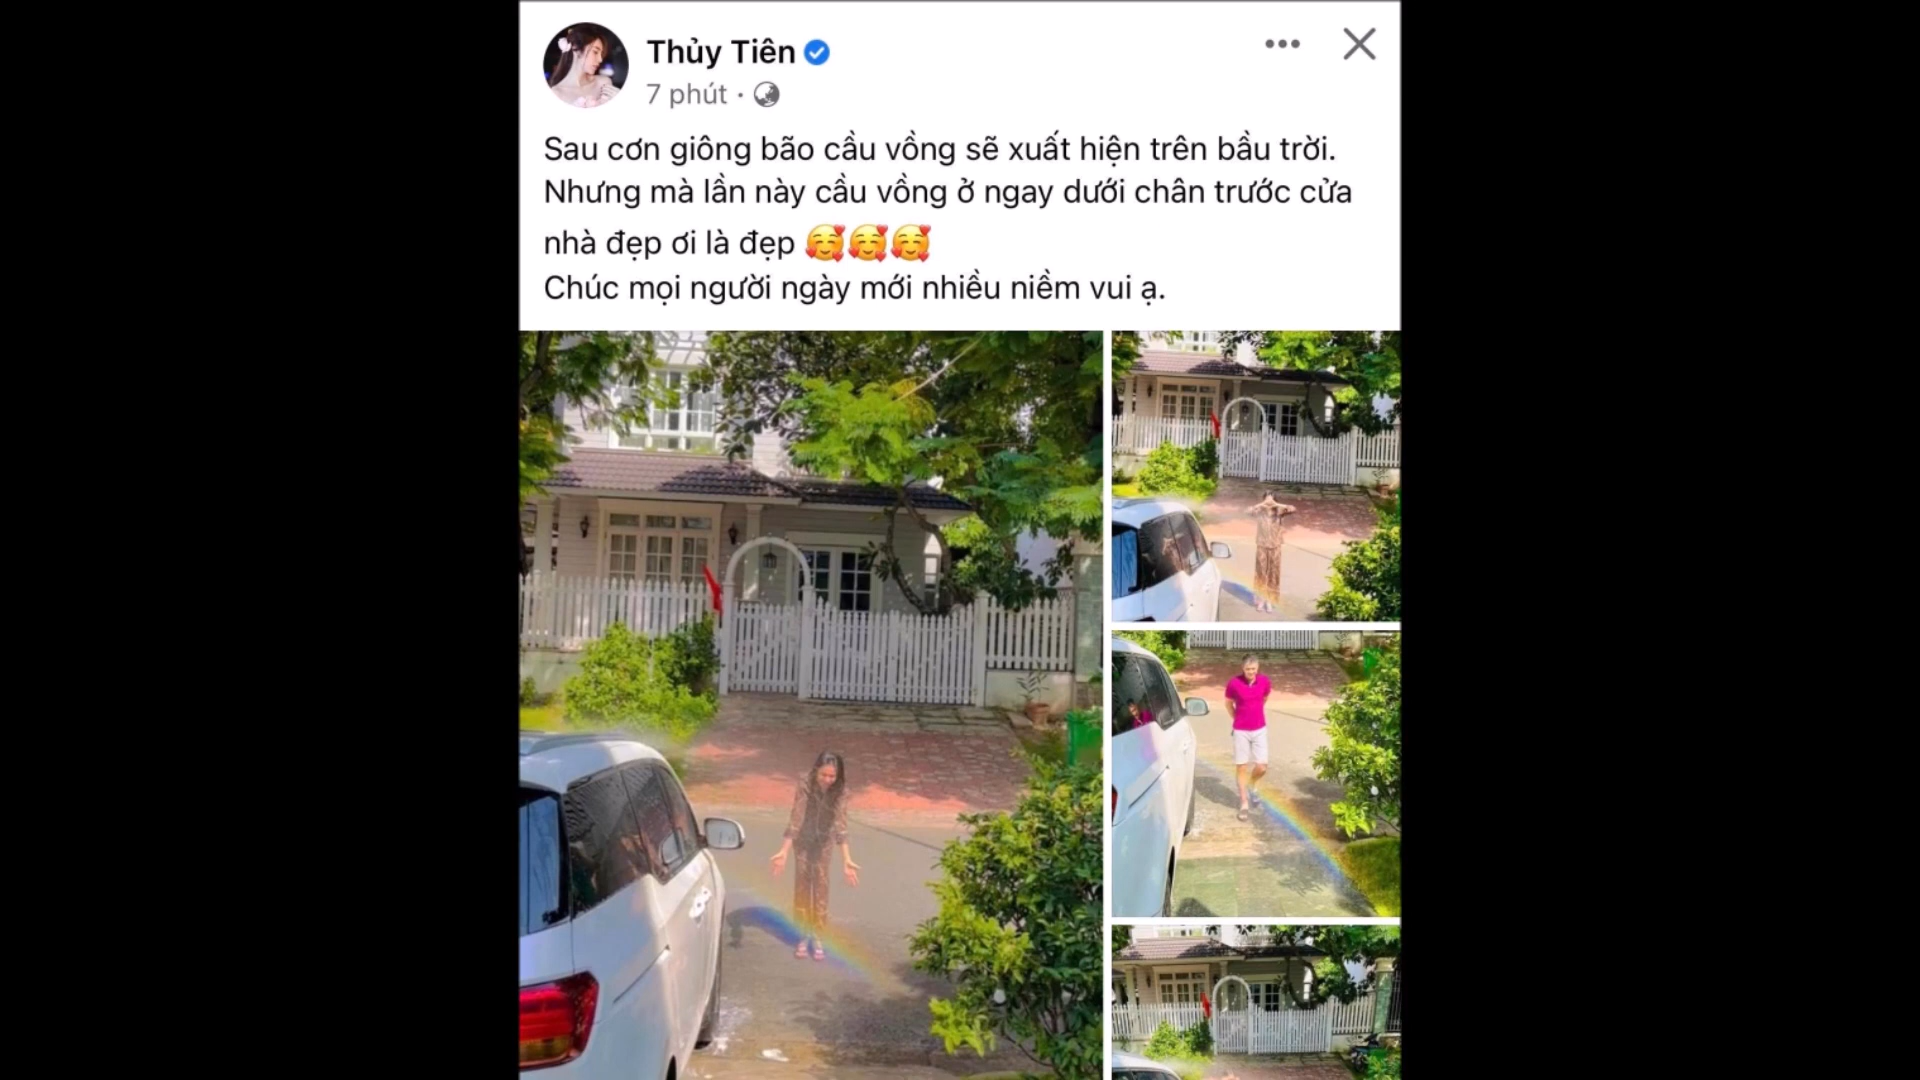 Thủy Tiên
7 phút ·
Sau cơn giông bão cầu vồng sẽ xuất hiện trên bầu trời.
Nhưng mà lần này cầu vồng ở ngay dưới chân trước cửa
nhà đẹp ơi là đẹp 🥰🥰🥰
Chúc mọi người ngày mới nhiều niềm vui ạ.